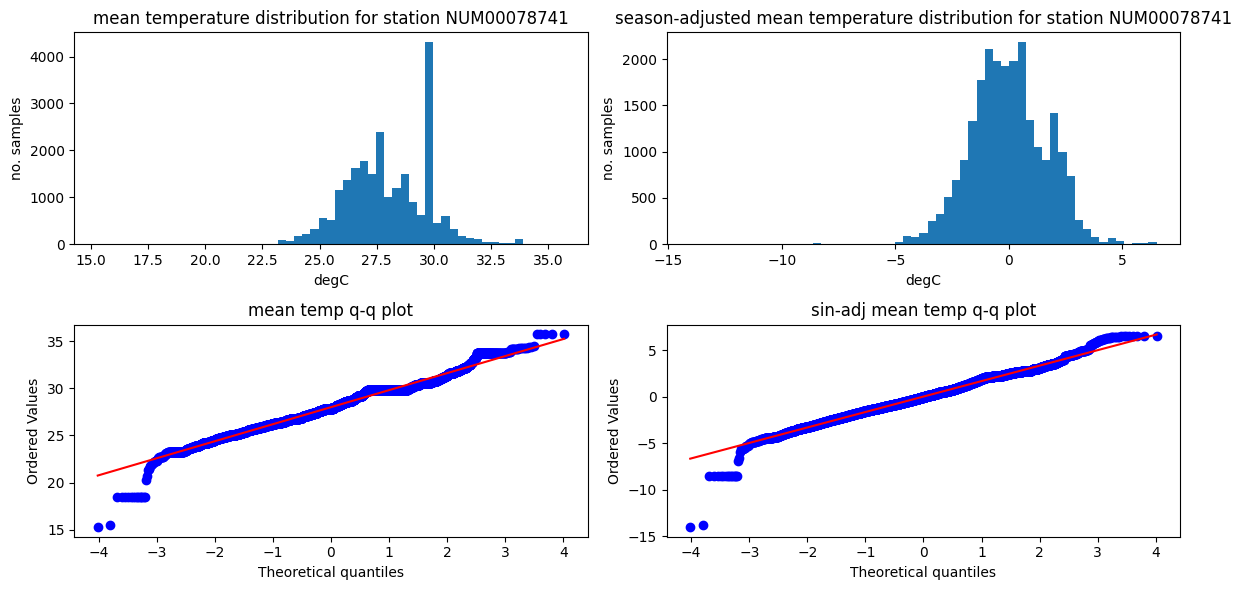 mean temperature distribution for station NUM00078741
no. samples
4000
3000
2000
1000
0
15.0 17.5 20.0 22.5 25.0 27.5 30.0 32.5 35.0
degC
season-adjusted mean temperature distribution for station NUM00078741
no. samples
2000
1500
1000
500
0
−15 −10 −5 0 5
degC
mean temp q-q plot
Ordered Values
35
30
25
20
15
−4 −3 −2 −1 0 1 2 3 4
Theoretical quantiles
sin-adj mean temp q-q plot
Ordered Values
5
0
−5
−10
−15
−4 −3 −2 −1 0 1 2 3 4
Theoretical quantiles